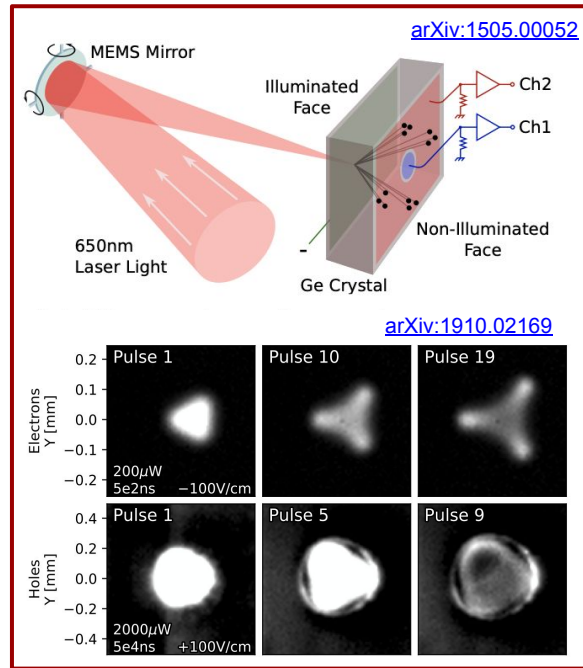 arXiv:1505.00052
MEMS Mirror
Illuminated
Face
Ch2
Ch1
650nm
Laser Light
-
Non-Illuminated
Face
Ge Crystal
arXiv:1910.02169
Electrons
Y [mm]
0.2
0.1
0.0
−0.1
−0.2
Pulse 1
200μW
5e2ns −100V/cm
Pulse 10
Pulse 19
Holes
Y [mm]
0.4
0.2
0.0
−0.2
−0.4
Pulse 1
2000μW
5e4ns +100V/cm
Pulse 5
Pulse 9